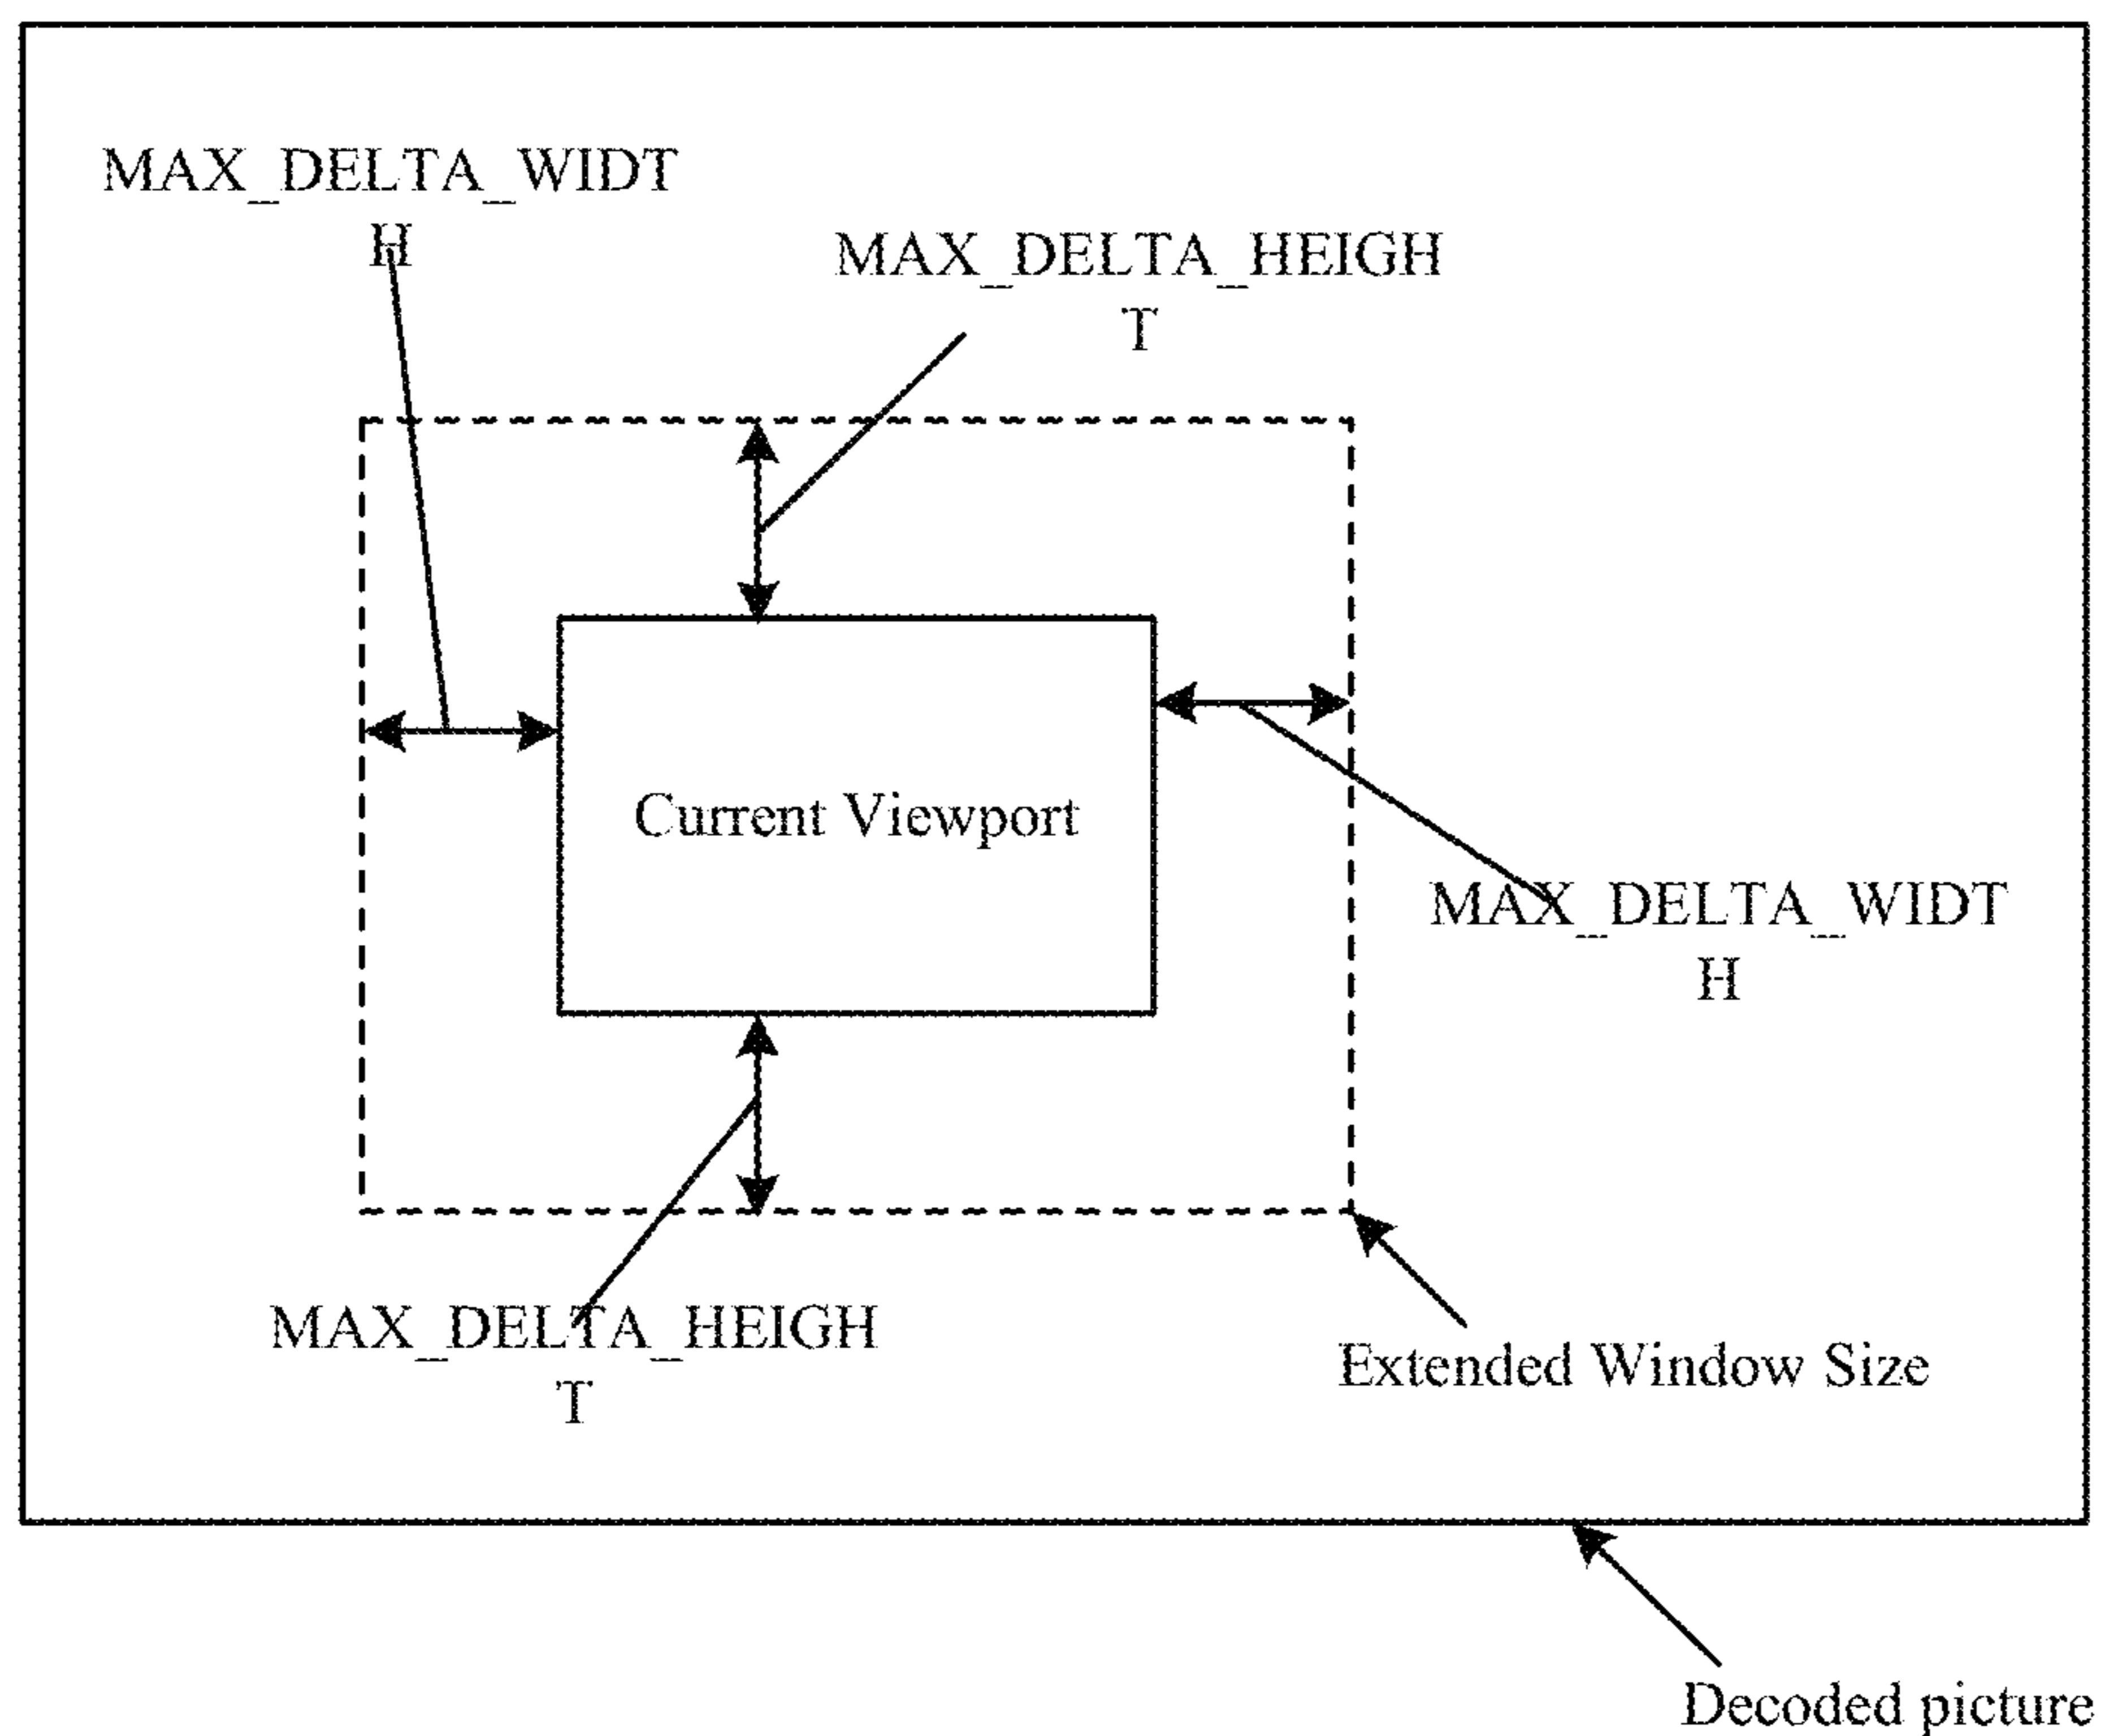 MAX_DELTA_WIDT
H
MAX_DELTA_HEIGH
T
Current Viewport
MAX_DELTA_WIDT
H
MAX_DELTA_HEIGH
T
Extended Window Size
Decoded picture